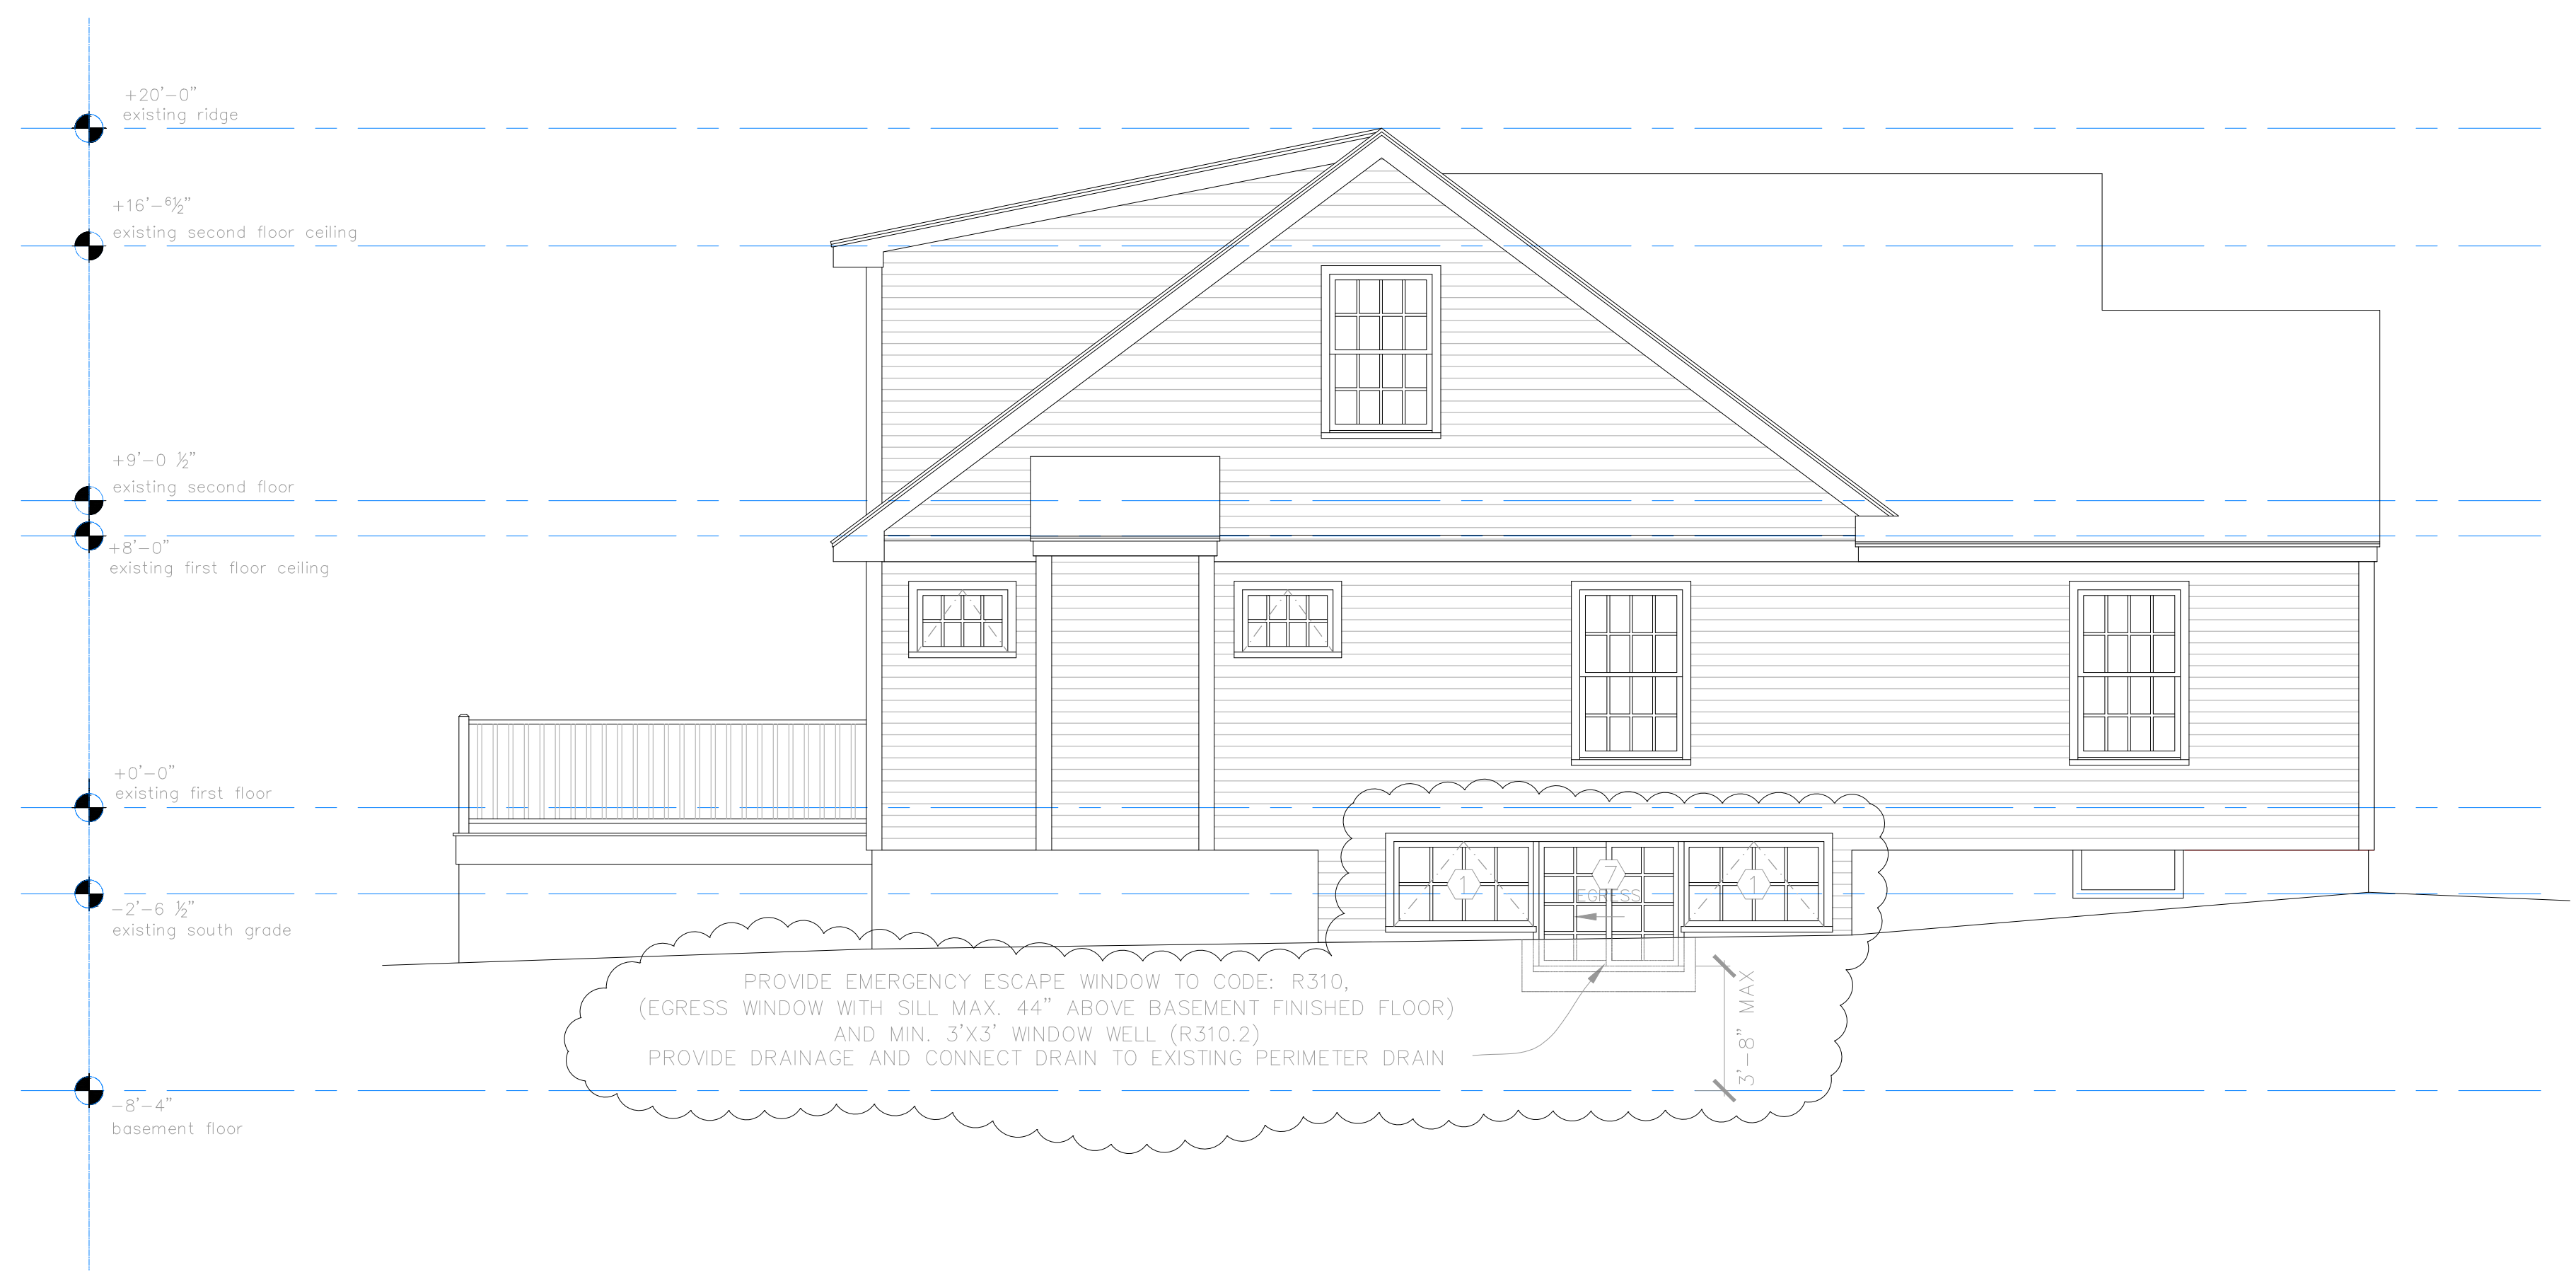 +20'-0"
existing ridge
+16'-6½"
existing second floor ceiling
+9'-0 ½"
existing second floor
+8'-0"
existing first floor ceiling
+0'-0"
existing first floor
-2'-6 ½"
existing south grade
-8'-4"
basement floor
1
7
EGRESS
1
PROVIDE EMERGENCY ESCAPE WINDOW TO CODE: R310,
(EGRESS WINDOW WITH SILL MAX. 44" ABOVE BASEMENT FINISHED FLOOR)
AND MIN. 3'X3' WINDOW WELL (R310.2)
PROVIDE DRAINAGE AND CONNECT DRAIN TO EXISTING PERIMETER DRAIN
3'-8" MAX